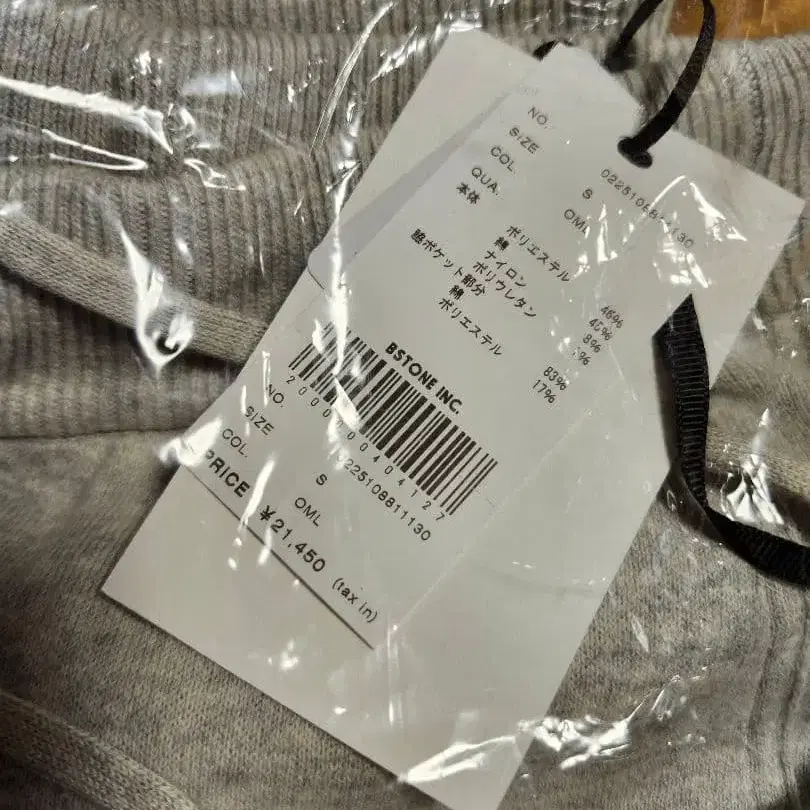 NO. 0225108811130
SIZE S
COL. OML
QUA.
本体 ポリエステル 46%
綿 45%
ナイロン 8%
ポリウレタン %
脇ポケット部分
綿 83%
ポリエステル 17%
BSTONE INC.
2000000404127
NO. 0225108811130
SIZE S
COL. OML
PRICE ¥21,450 (tax in)